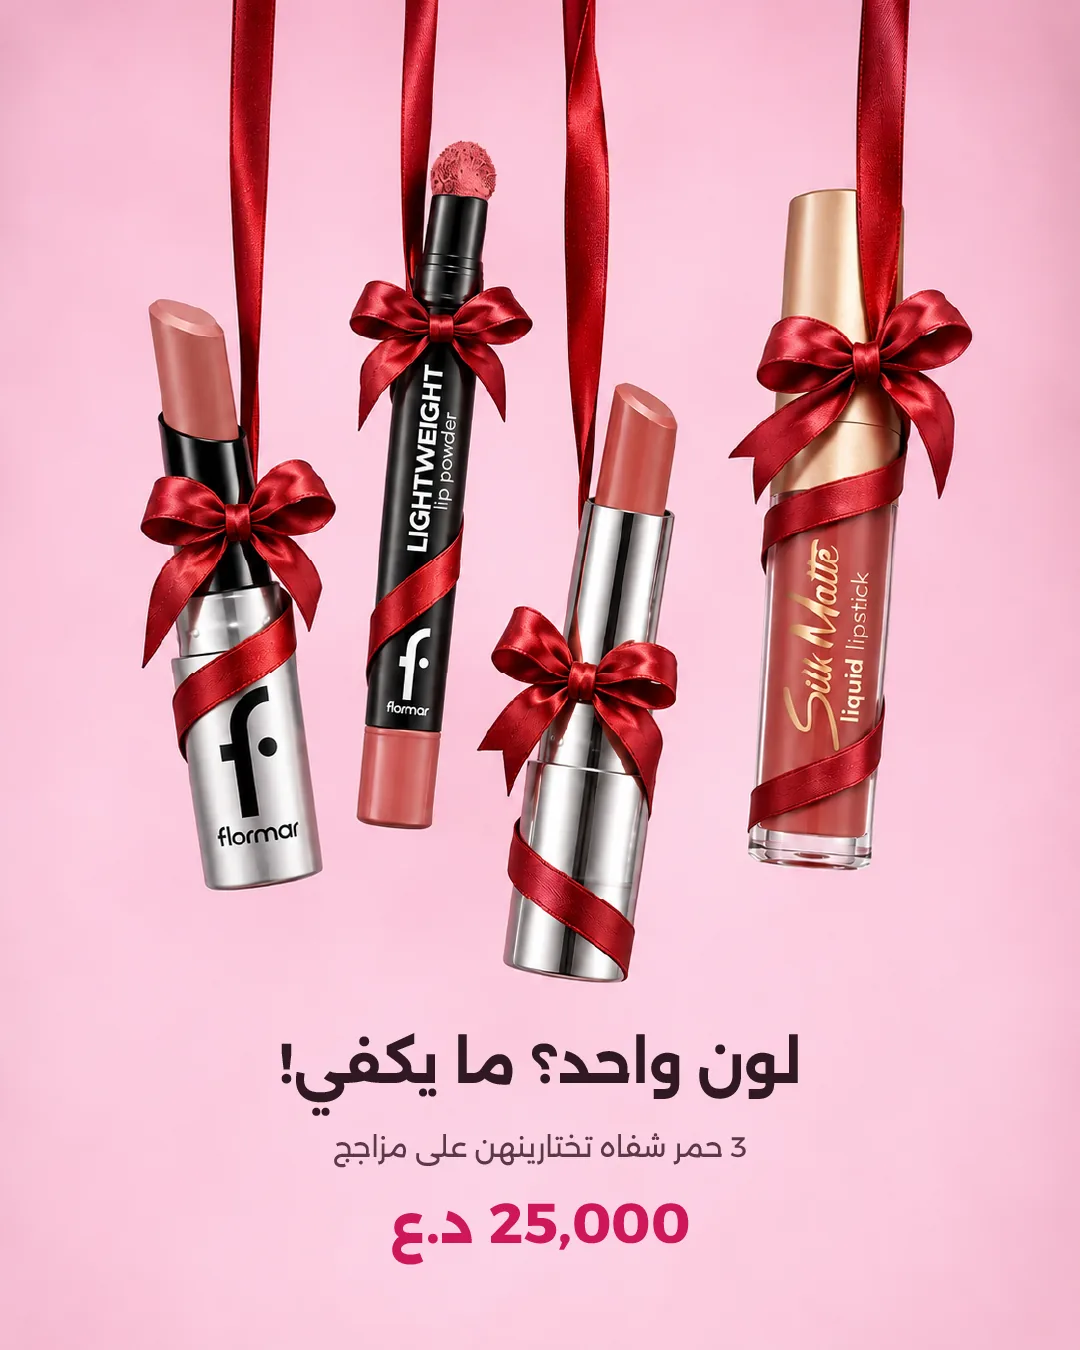 LIGHTWEIGHT
lip powder
flormar
flormar
Silk Matte
liquid lipstick
لون واحد؟ ما يكفي!
3 حمر شفاه تختارينهن على مزاجج
25,000 د.ع